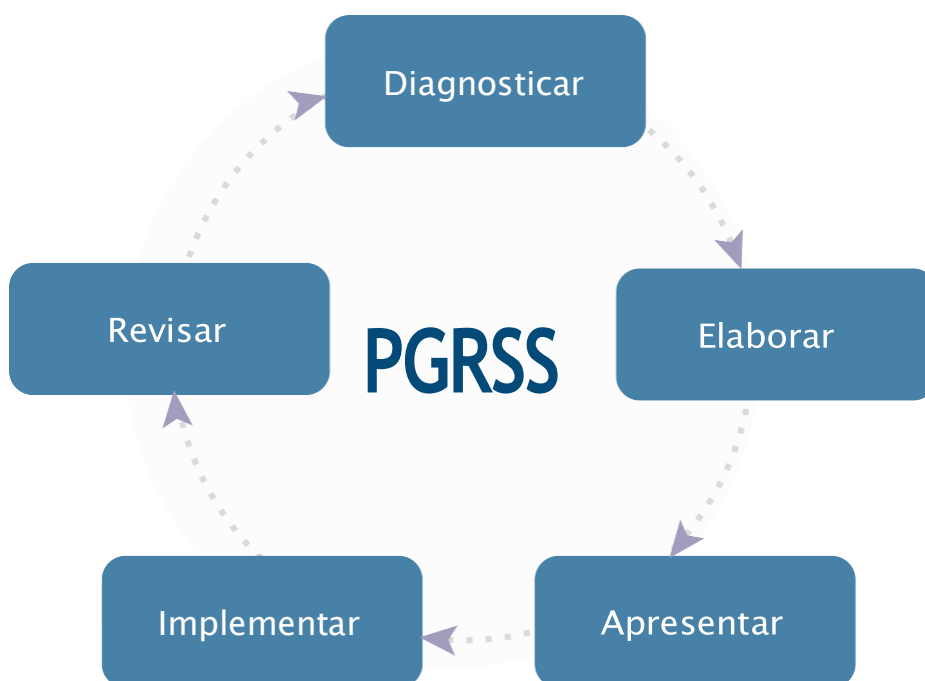 Diagnosticar
Revisar
PGRSS
Elaborar
Implementar
Apresentar